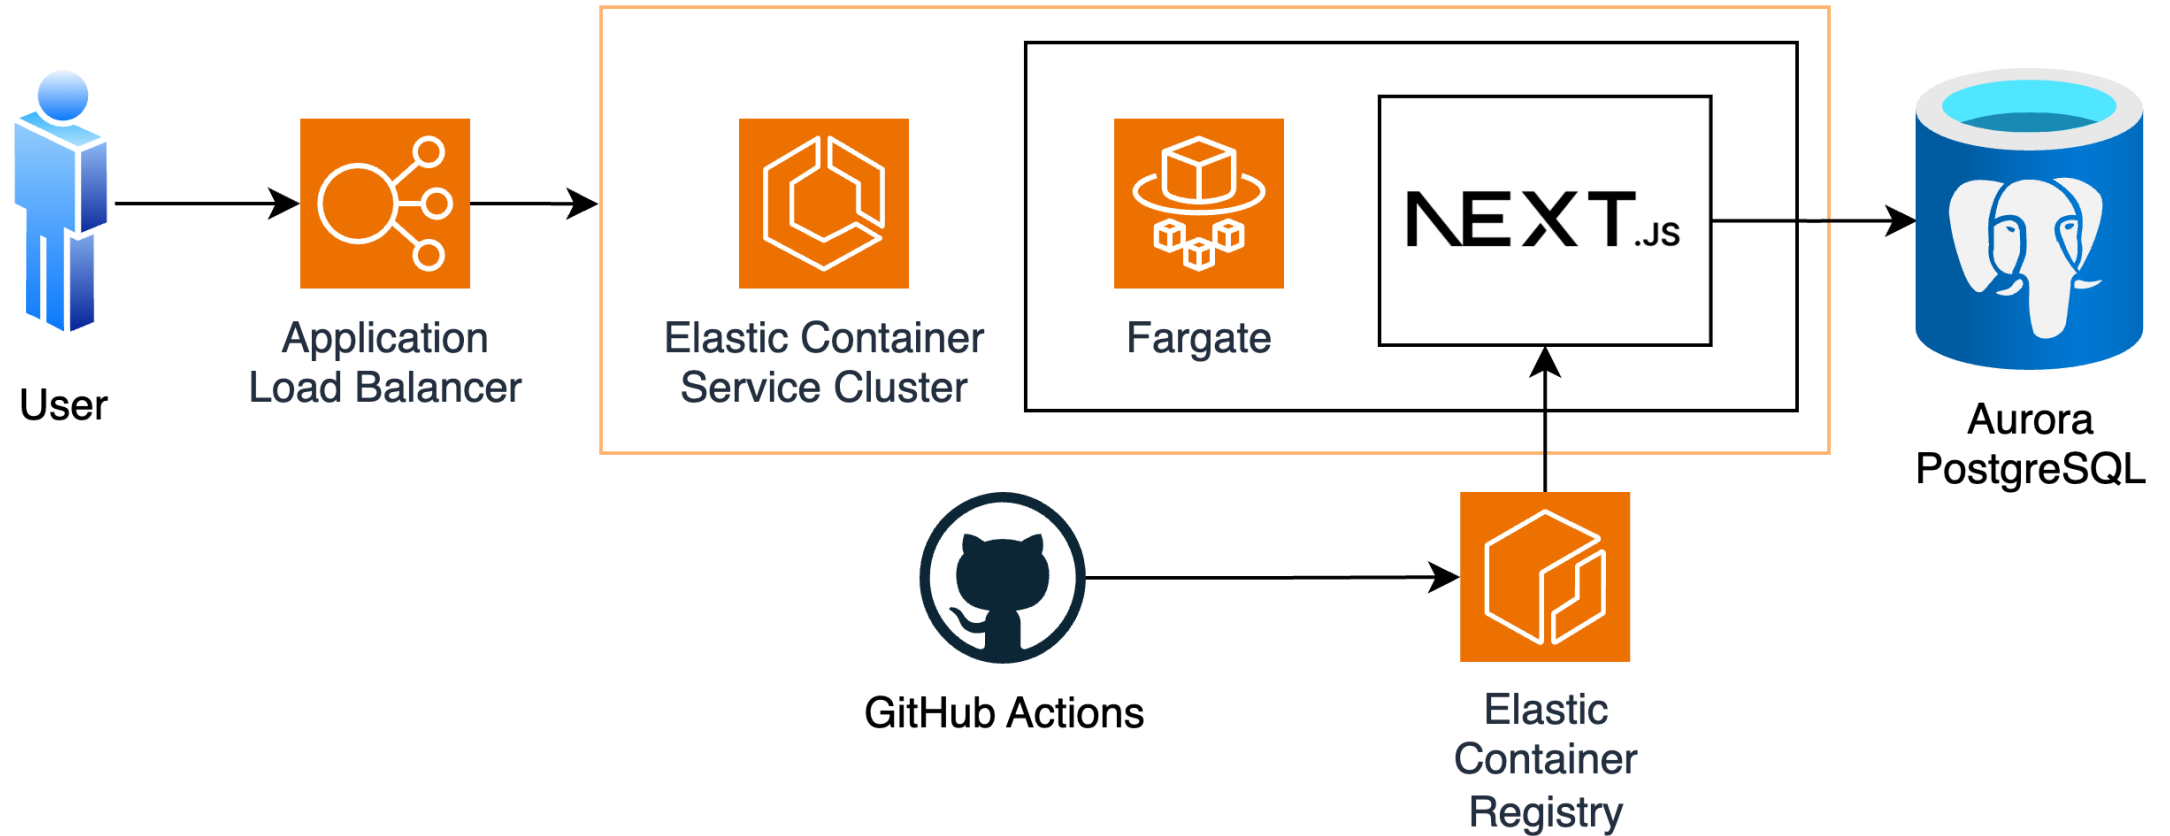 User
Application
Load Balancer
Elastic Container
Service Cluster
Fargate
NEXT.JS
Aurora
PostgreSQL
GitHub Actions
Elastic
Container
Registry